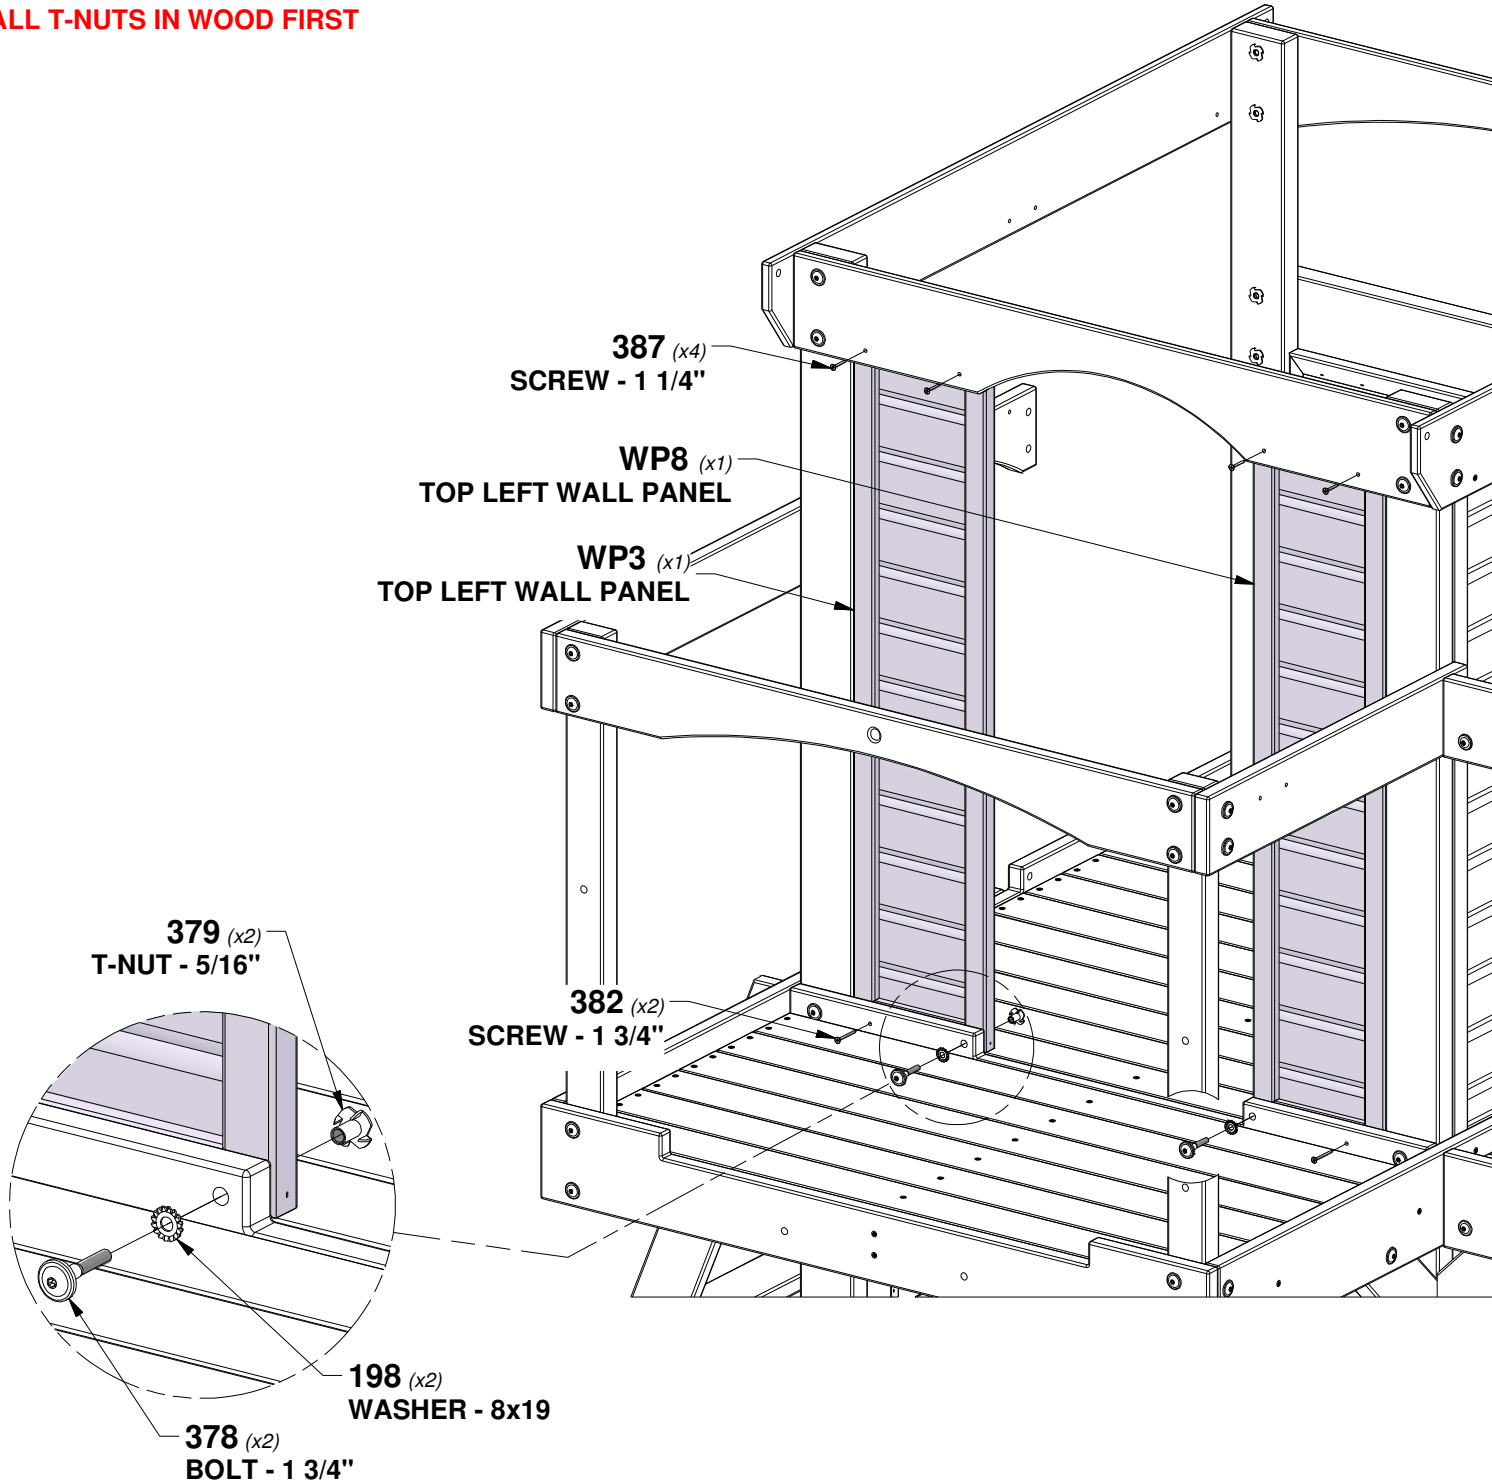 ALL T-NUTS IN WOOD FIRST
387 (x4)
SCREW - 1 1/4"
WP8 (x1)
TOP LEFT WALL PANEL
WP3 (x1)
TOP LEFT WALL PANEL
379 (x2)
T-NUT - 5/16"
382 (x2)
SCREW - 1 3/4"
198 (x2)
WASHER - 8x19
378 (x2)
BOLT - 1 3/4"